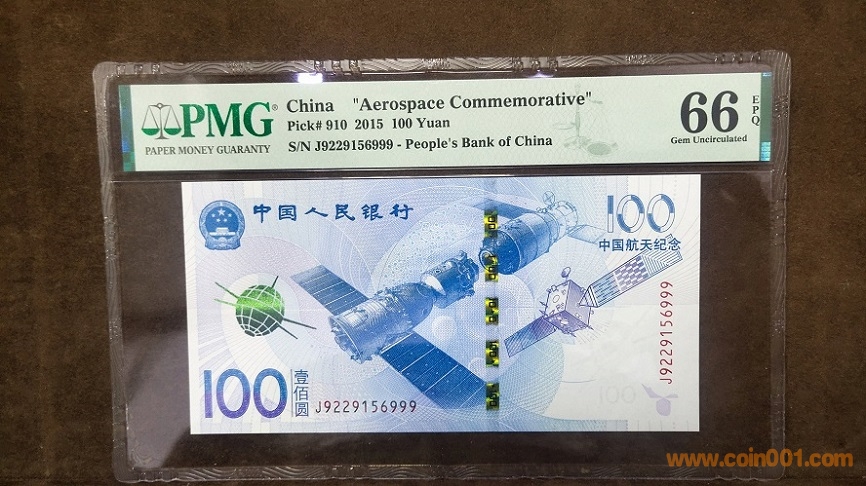 PMG
PAPER MONEY GUARANTY
China "Aerospace Commemorative"
Pick# 910 2015 100 Yuan
S/N J9229156999 - People's Bank of China
66 EPQ
Gem Uncirculated
中国人民银行
100
中国航天纪念
J9229156999
100
壹佰圆
J9229156999
100
www.coin001.com